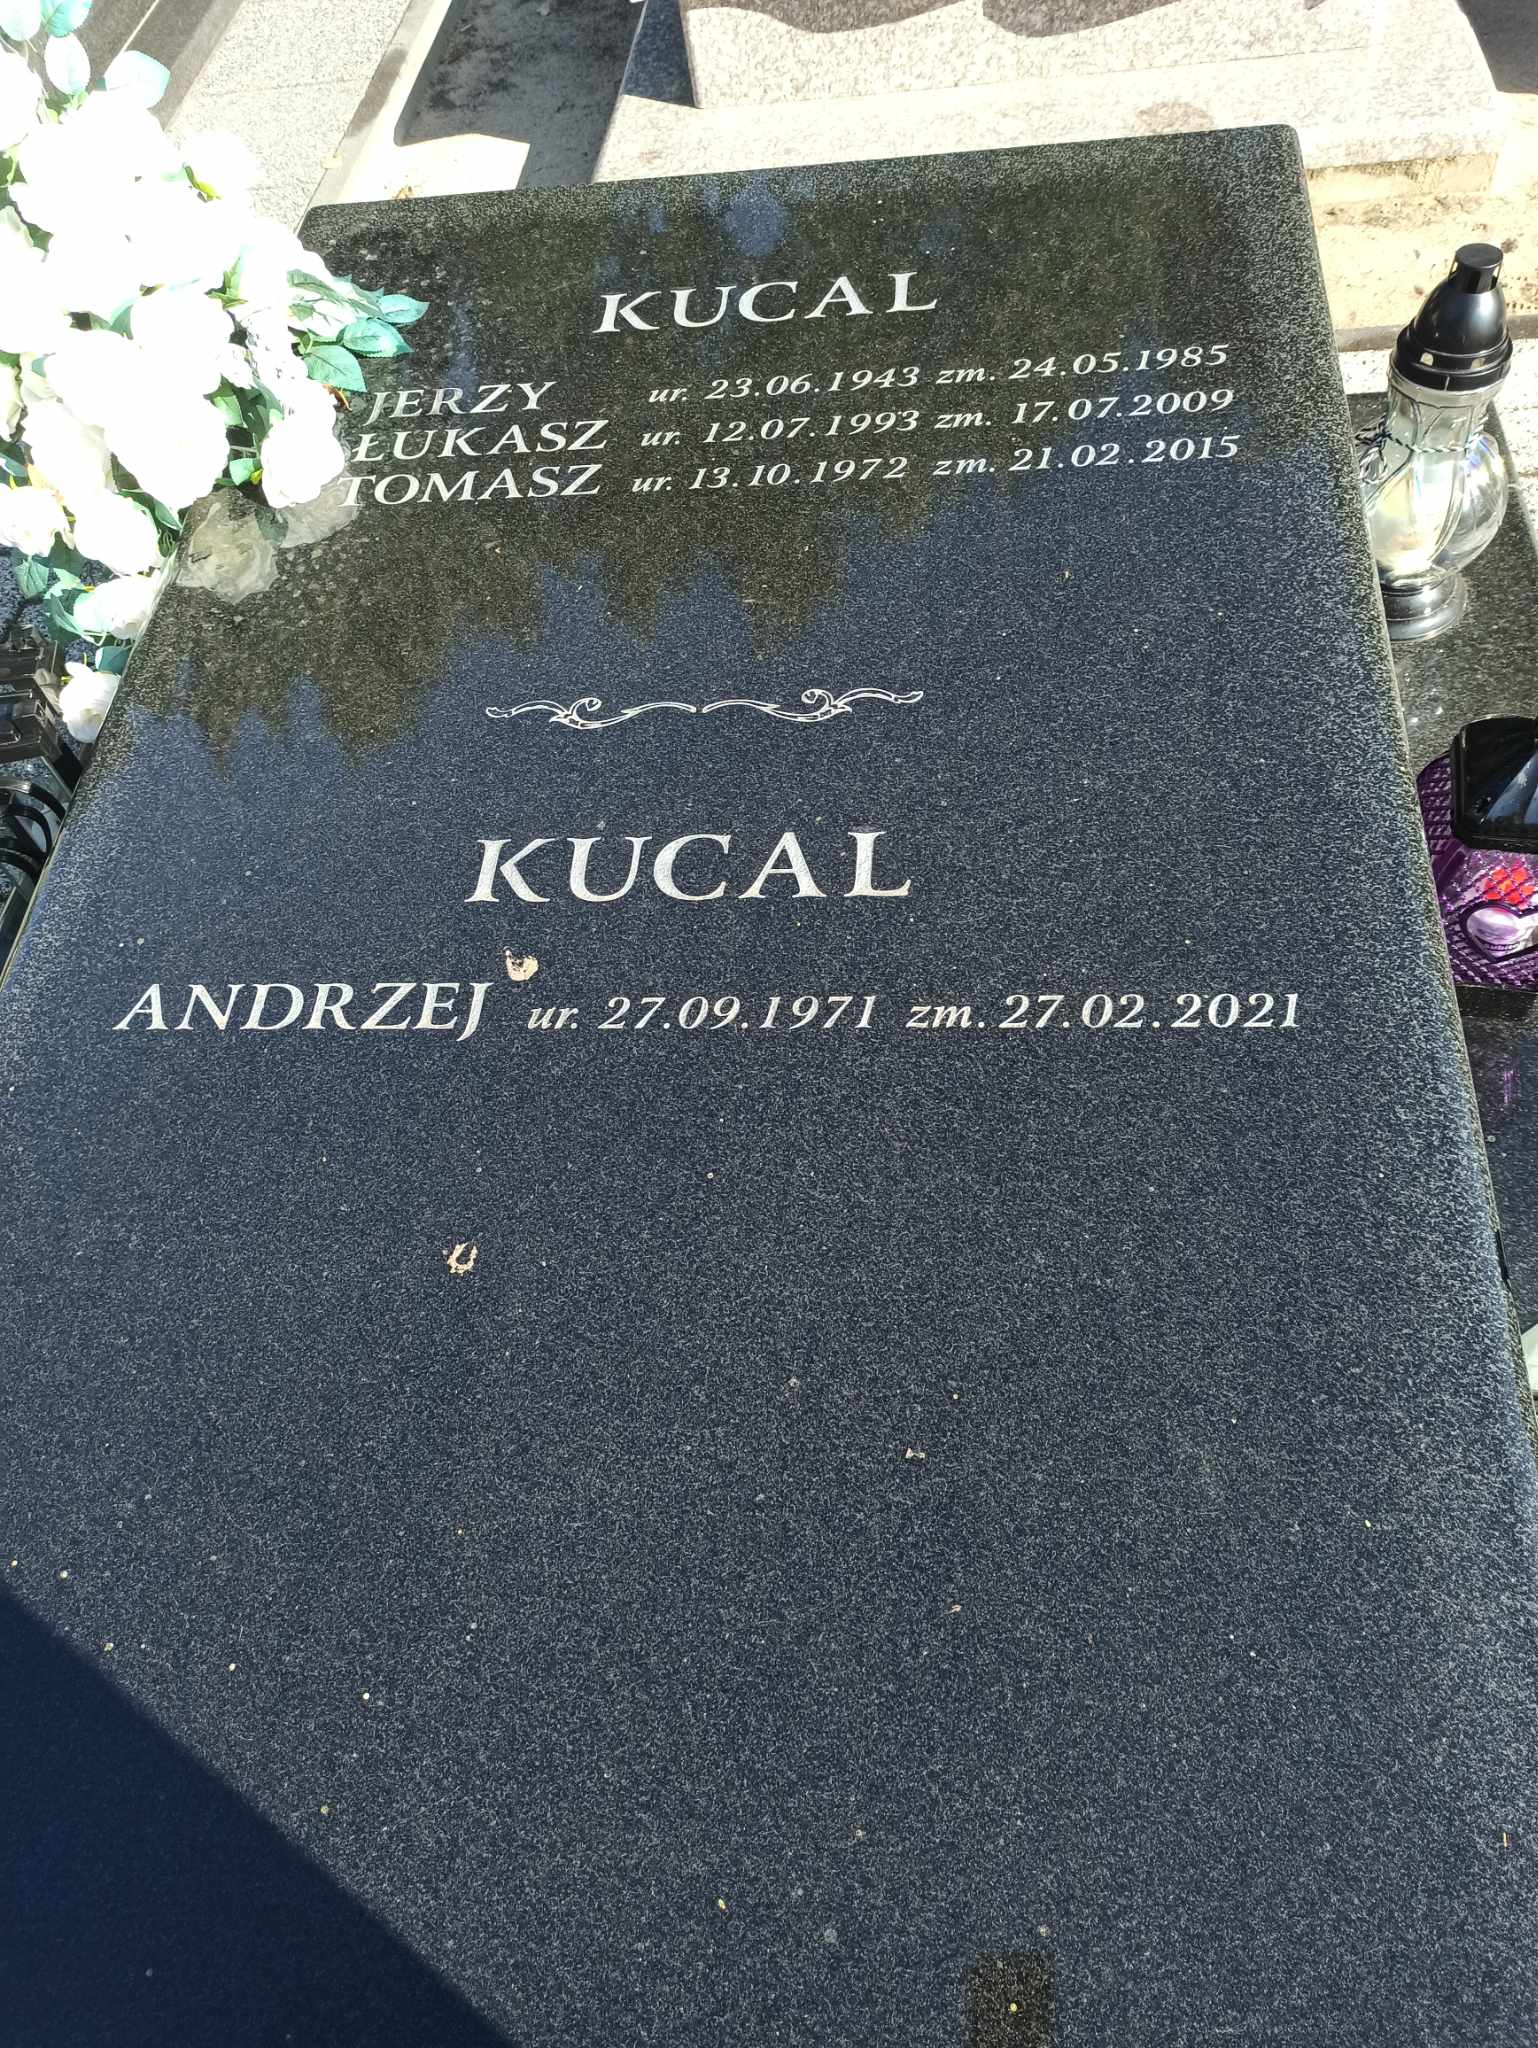 KUCAL
JERZY ur. 23.06.1943 zm. 24.05.1985
ŁUKASZ ur. 12.07.1993 zm. 17.07.2009
TOMASZ ur. 13.10.1972 zm. 21.02.2015
KUCAL
ANDRZEJ ur. 27.09.1971 zm. 27.02.2021